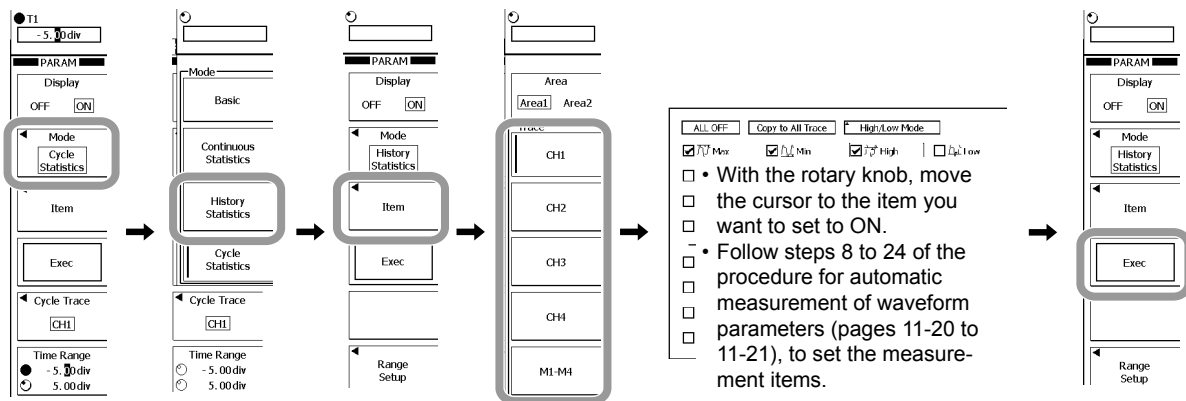 T1
-5.00div
PARAM
Display
OFF ON
Mode
Cycle
Statistics
Item
Exec
Cycle Trace
CH1
Time Range
-5.00div
5.00div
Mode
Basic
Continuous
Statistics
History
Statistics
Cycle
Statistics
Cycle Trace
CH1
Time Range
-5.00div
5.00div
PARAM
Display
OFF ON
Mode
History
Statistics
Item
Exec
Range
Setup
Area
Area1 Area2
Trace
CH1
CH2
CH3
CH4
M1-M4
ALL OFF Copy to All Trace High/Low Mode
Max Min High Low
• With the rotary knob, move
the cursor to the item you
want to set to ON.
• Follow steps 8 to 24 of the
procedure for automatic
measurement of waveform
parameters (pages 11-20 to
11-21), to set the measure-
ment items.
PARAM
Display
OFF ON
Mode
History
Statistics
Item
Exec
Range
Setup